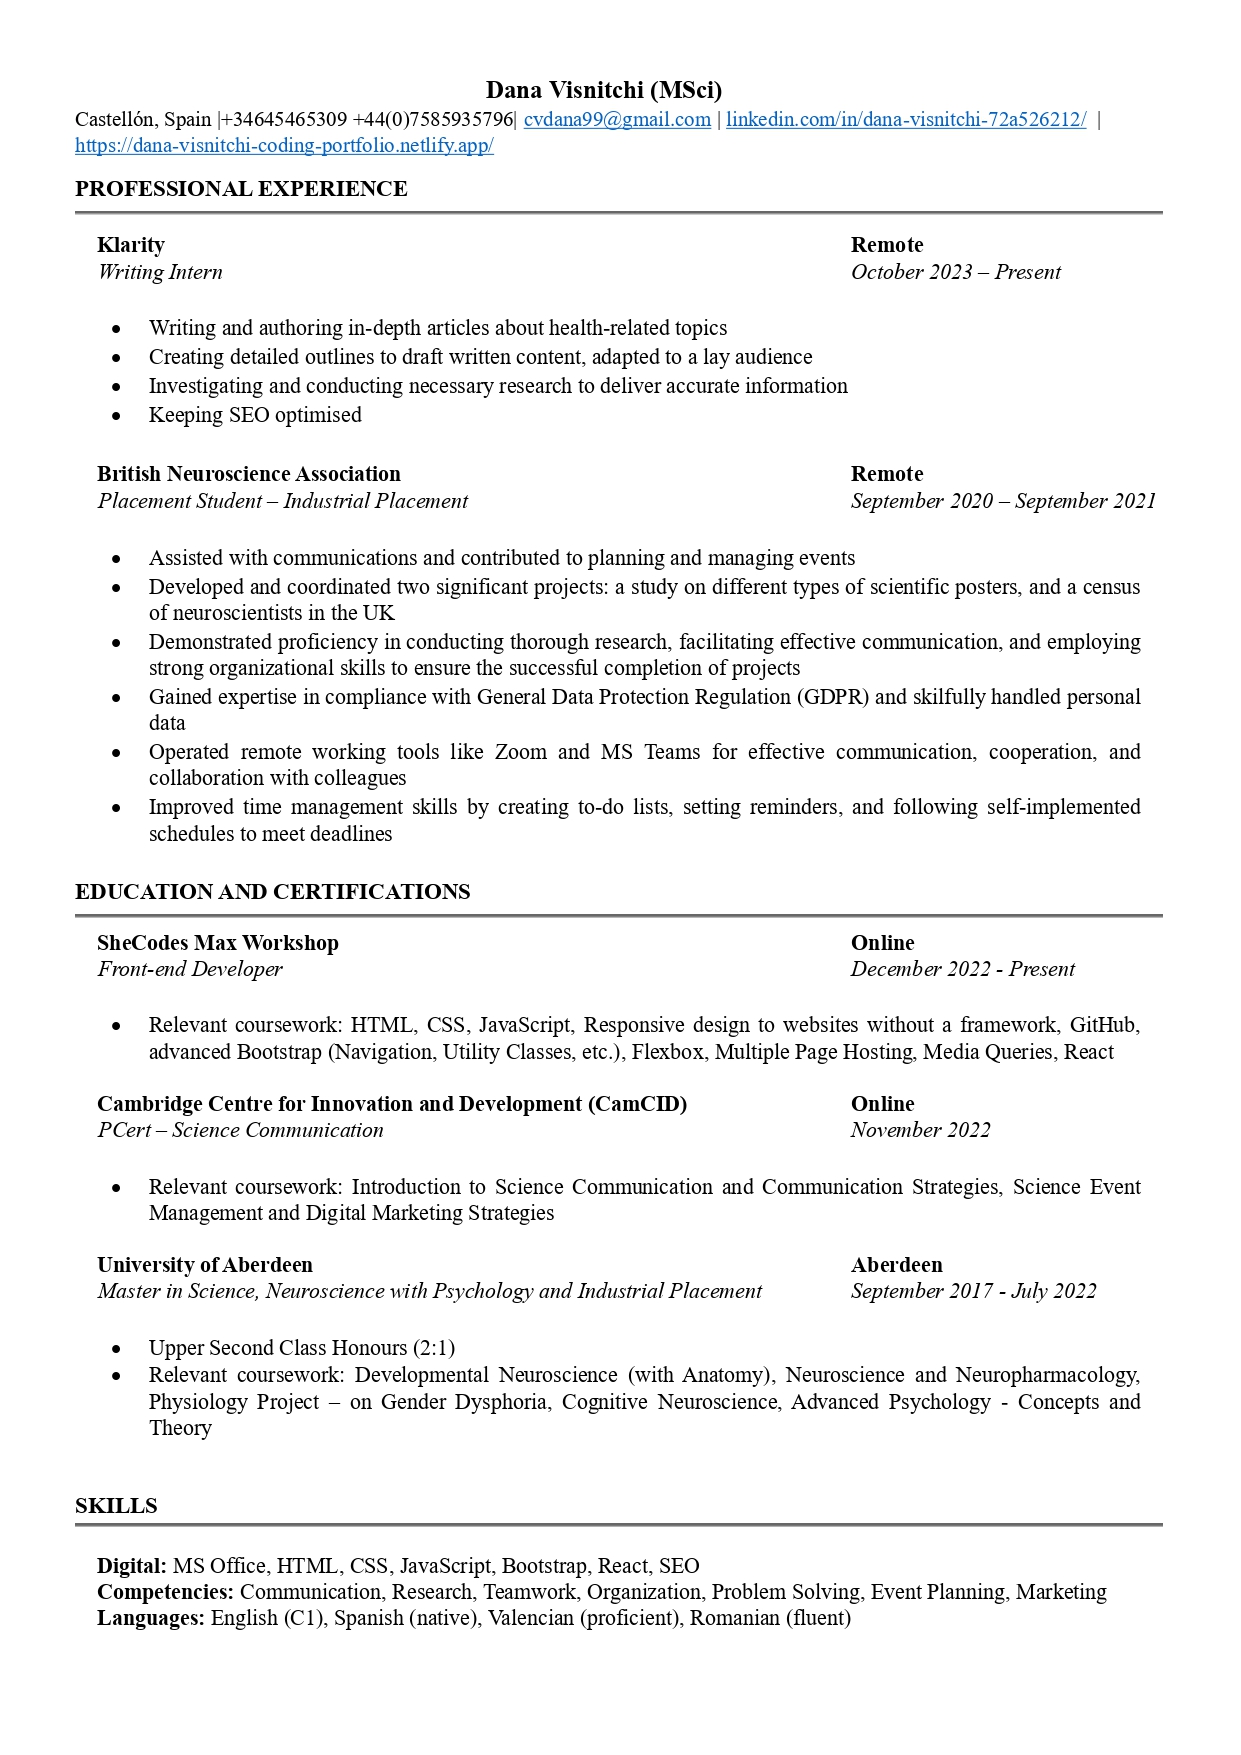 Dana Visnitchi (MSci)
Castellón, Spain |+34645465309 +44(0)7585935796| cvdana99@gmail.com | linkedin.com/in/dana-visnitchi-72a526212/ |
https://dana-visnitchi-coding-portfolio.netlify.app/
PROFESSIONAL EXPERIENCE
Klarity Remote
Writing Intern October 2023 – Present
• Writing and authoring in-depth articles about health-related topics
• Creating detailed outlines to draft written content, adapted to a lay audience
• Investigating and conducting necessary research to deliver accurate information
• Keeping SEO optimised
British Neuroscience Association Remote
Placement Student – Industrial Placement September 2020 – September 2021
• Assisted with communications and contributed to planning and managing events
• Developed and coordinated two significant projects: a study on different types of scientific posters, and a census
of neuroscientists in the UK
• Demonstrated proficiency in conducting thorough research, facilitating effective communication, and employing
strong organizational skills to ensure the successful completion of projects
• Gained expertise in compliance with General Data Protection Regulation (GDPR) and skilfully handled personal
data
• Operated remote working tools like Zoom and MS Teams for effective communication, cooperation, and
collaboration with colleagues
• Improved time management skills by creating to-do lists, setting reminders, and following self-implemented
schedules to meet deadlines
EDUCATION AND CERTIFICATIONS
SheCodes Max Workshop Online
Front-end Developer December 2022 - Present
• Relevant coursework: HTML, CSS, JavaScript, Responsive design to websites without a framework, GitHub,
advanced Bootstrap (Navigation, Utility Classes, etc.), Flexbox, Multiple Page Hosting, Media Queries, React
Cambridge Centre for Innovation and Development (CamCID) Online
PCert – Science Communication November 2022
• Relevant coursework: Introduction to Science Communication and Communication Strategies, Science Event
Management and Digital Marketing Strategies
University of Aberdeen Aberdeen
Master in Science, Neuroscience with Psychology and Industrial Placement September 2017 - July 2022
• Upper Second Class Honours (2:1)
• Relevant coursework: Developmental Neuroscience (with Anatomy), Neuroscience and Neuropharmacology,
Physiology Project – on Gender Dysphoria, Cognitive Neuroscience, Advanced Psychology - Concepts and
Theory
SKILLS
Digital: MS Office, HTML, CSS, JavaScript, Bootstrap, React, SEO
Competencies: Communication, Research, Teamwork, Organization, Problem Solving, Event Planning, Marketing
Languages: English (C1), Spanish (native), Valencian (proficient), Romanian (fluent)